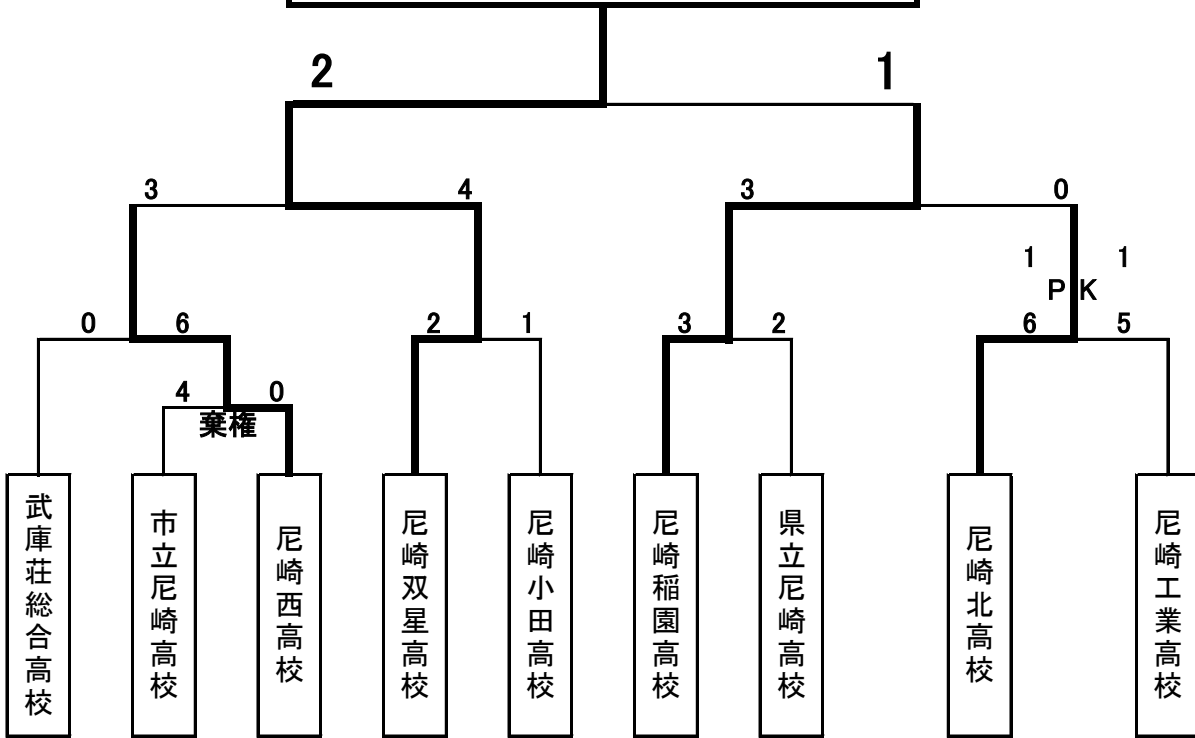 2 1
3 4 3 0
1 1
PK
0 6 2 1 3 2 6 5
4 0
棄権
武庫荘総合高校
市立尼崎高校
尼崎西高校
尼崎双星高校
尼崎小田高校
尼崎稲園高校
県立尼崎高校
尼崎北高校
尼崎工業高校